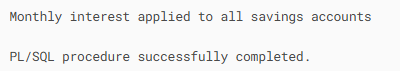 Monthly interest applied to all savings accounts
PL/SQL procedure successfully completed.